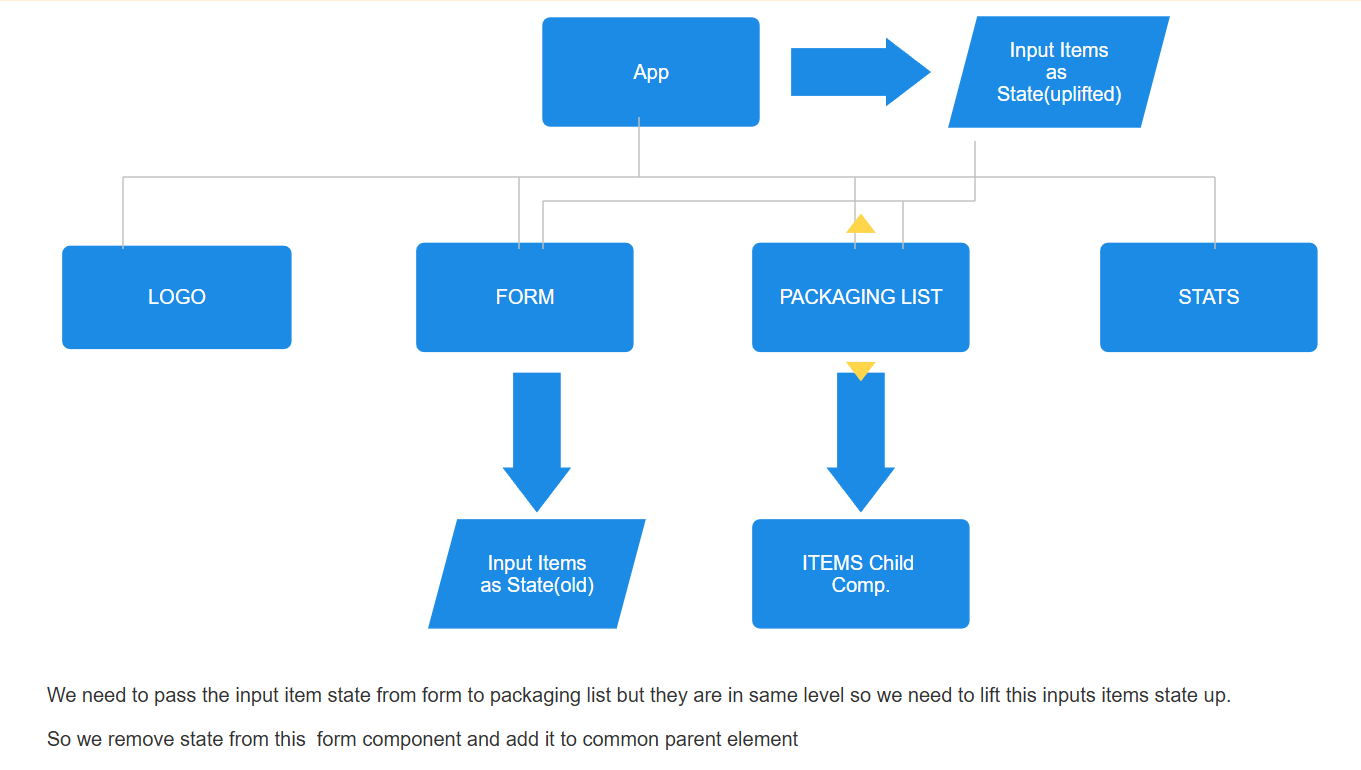 App
Input Items
as
State(uplifted)
LOGO
FORM
PACKAGING LIST
STATS
Input Items
as State(old)
ITEMS Child
Comp.
We need to pass the input item state from form to packaging list but they are in same level so we need to lift this inputs items state up.
So we remove state from this  form component and add it to common parent element